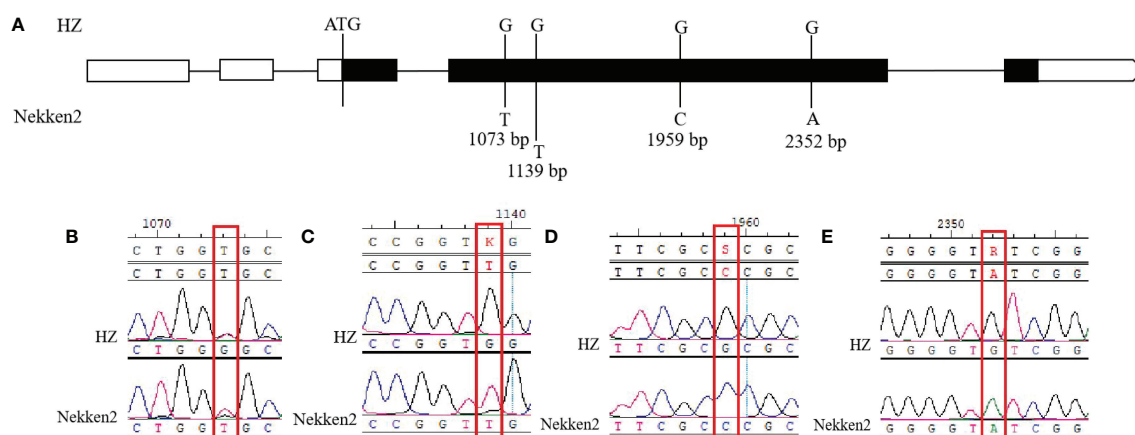 A
HZ
ATG
G
G
G
G
Nekken2
T
1073 bp
T
1139 bp
C
1959 bp
A
2352 bp
B
1070
C T G G T G C
C T G G T G C
HZ
C T G G G G C
Nekken2
C T G G T G C
C
1140
C C G G T K G
C C G G T T G
HZ
C C G G T G G
Nekken2
C C G G T T G
D
1960
T T C G C S C G C
T T C G C C C G C
HZ
T T C G C G C G C
Nekken2
T T C G C C C G C
E
2350
G G G G T R T C G G
G G G G T A T C G G
HZ
G G G G T G T C G G
Nekken2
G G G G T A T C G G